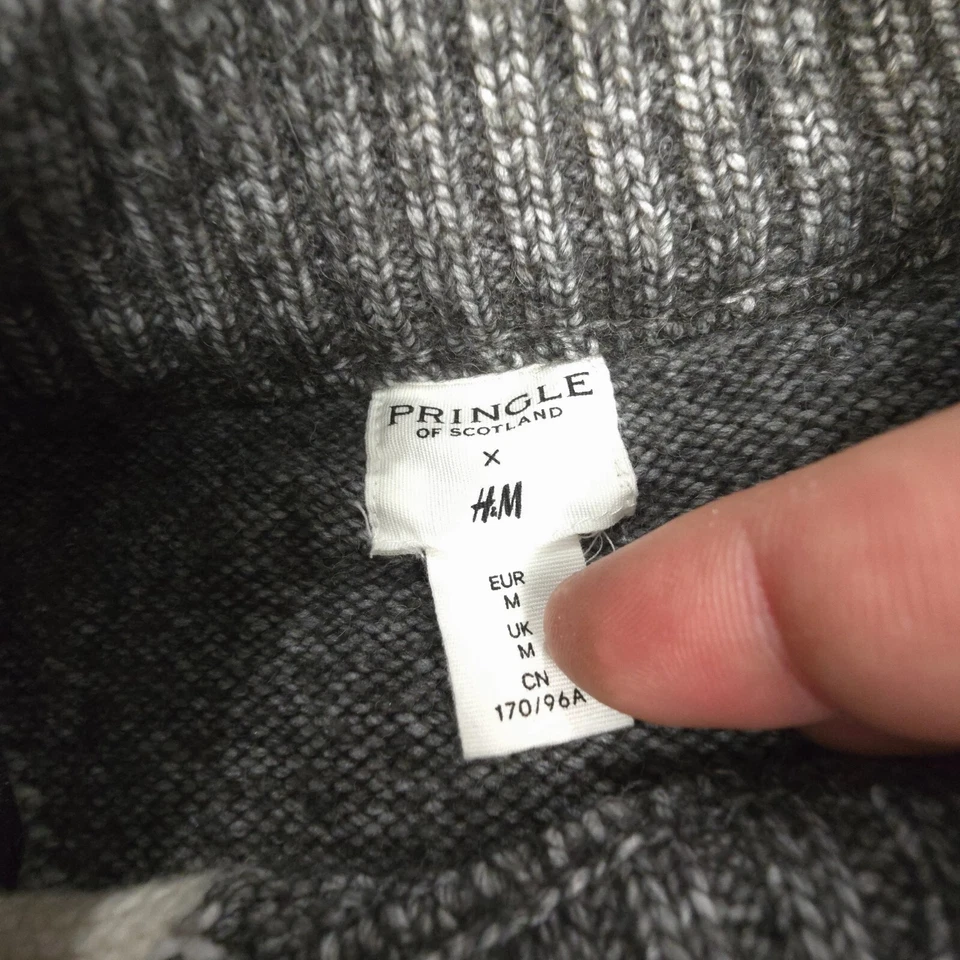 PRINGLE
OF SCOTLAND
X
H&M
EUR
M
UK
M
CN
170/96A